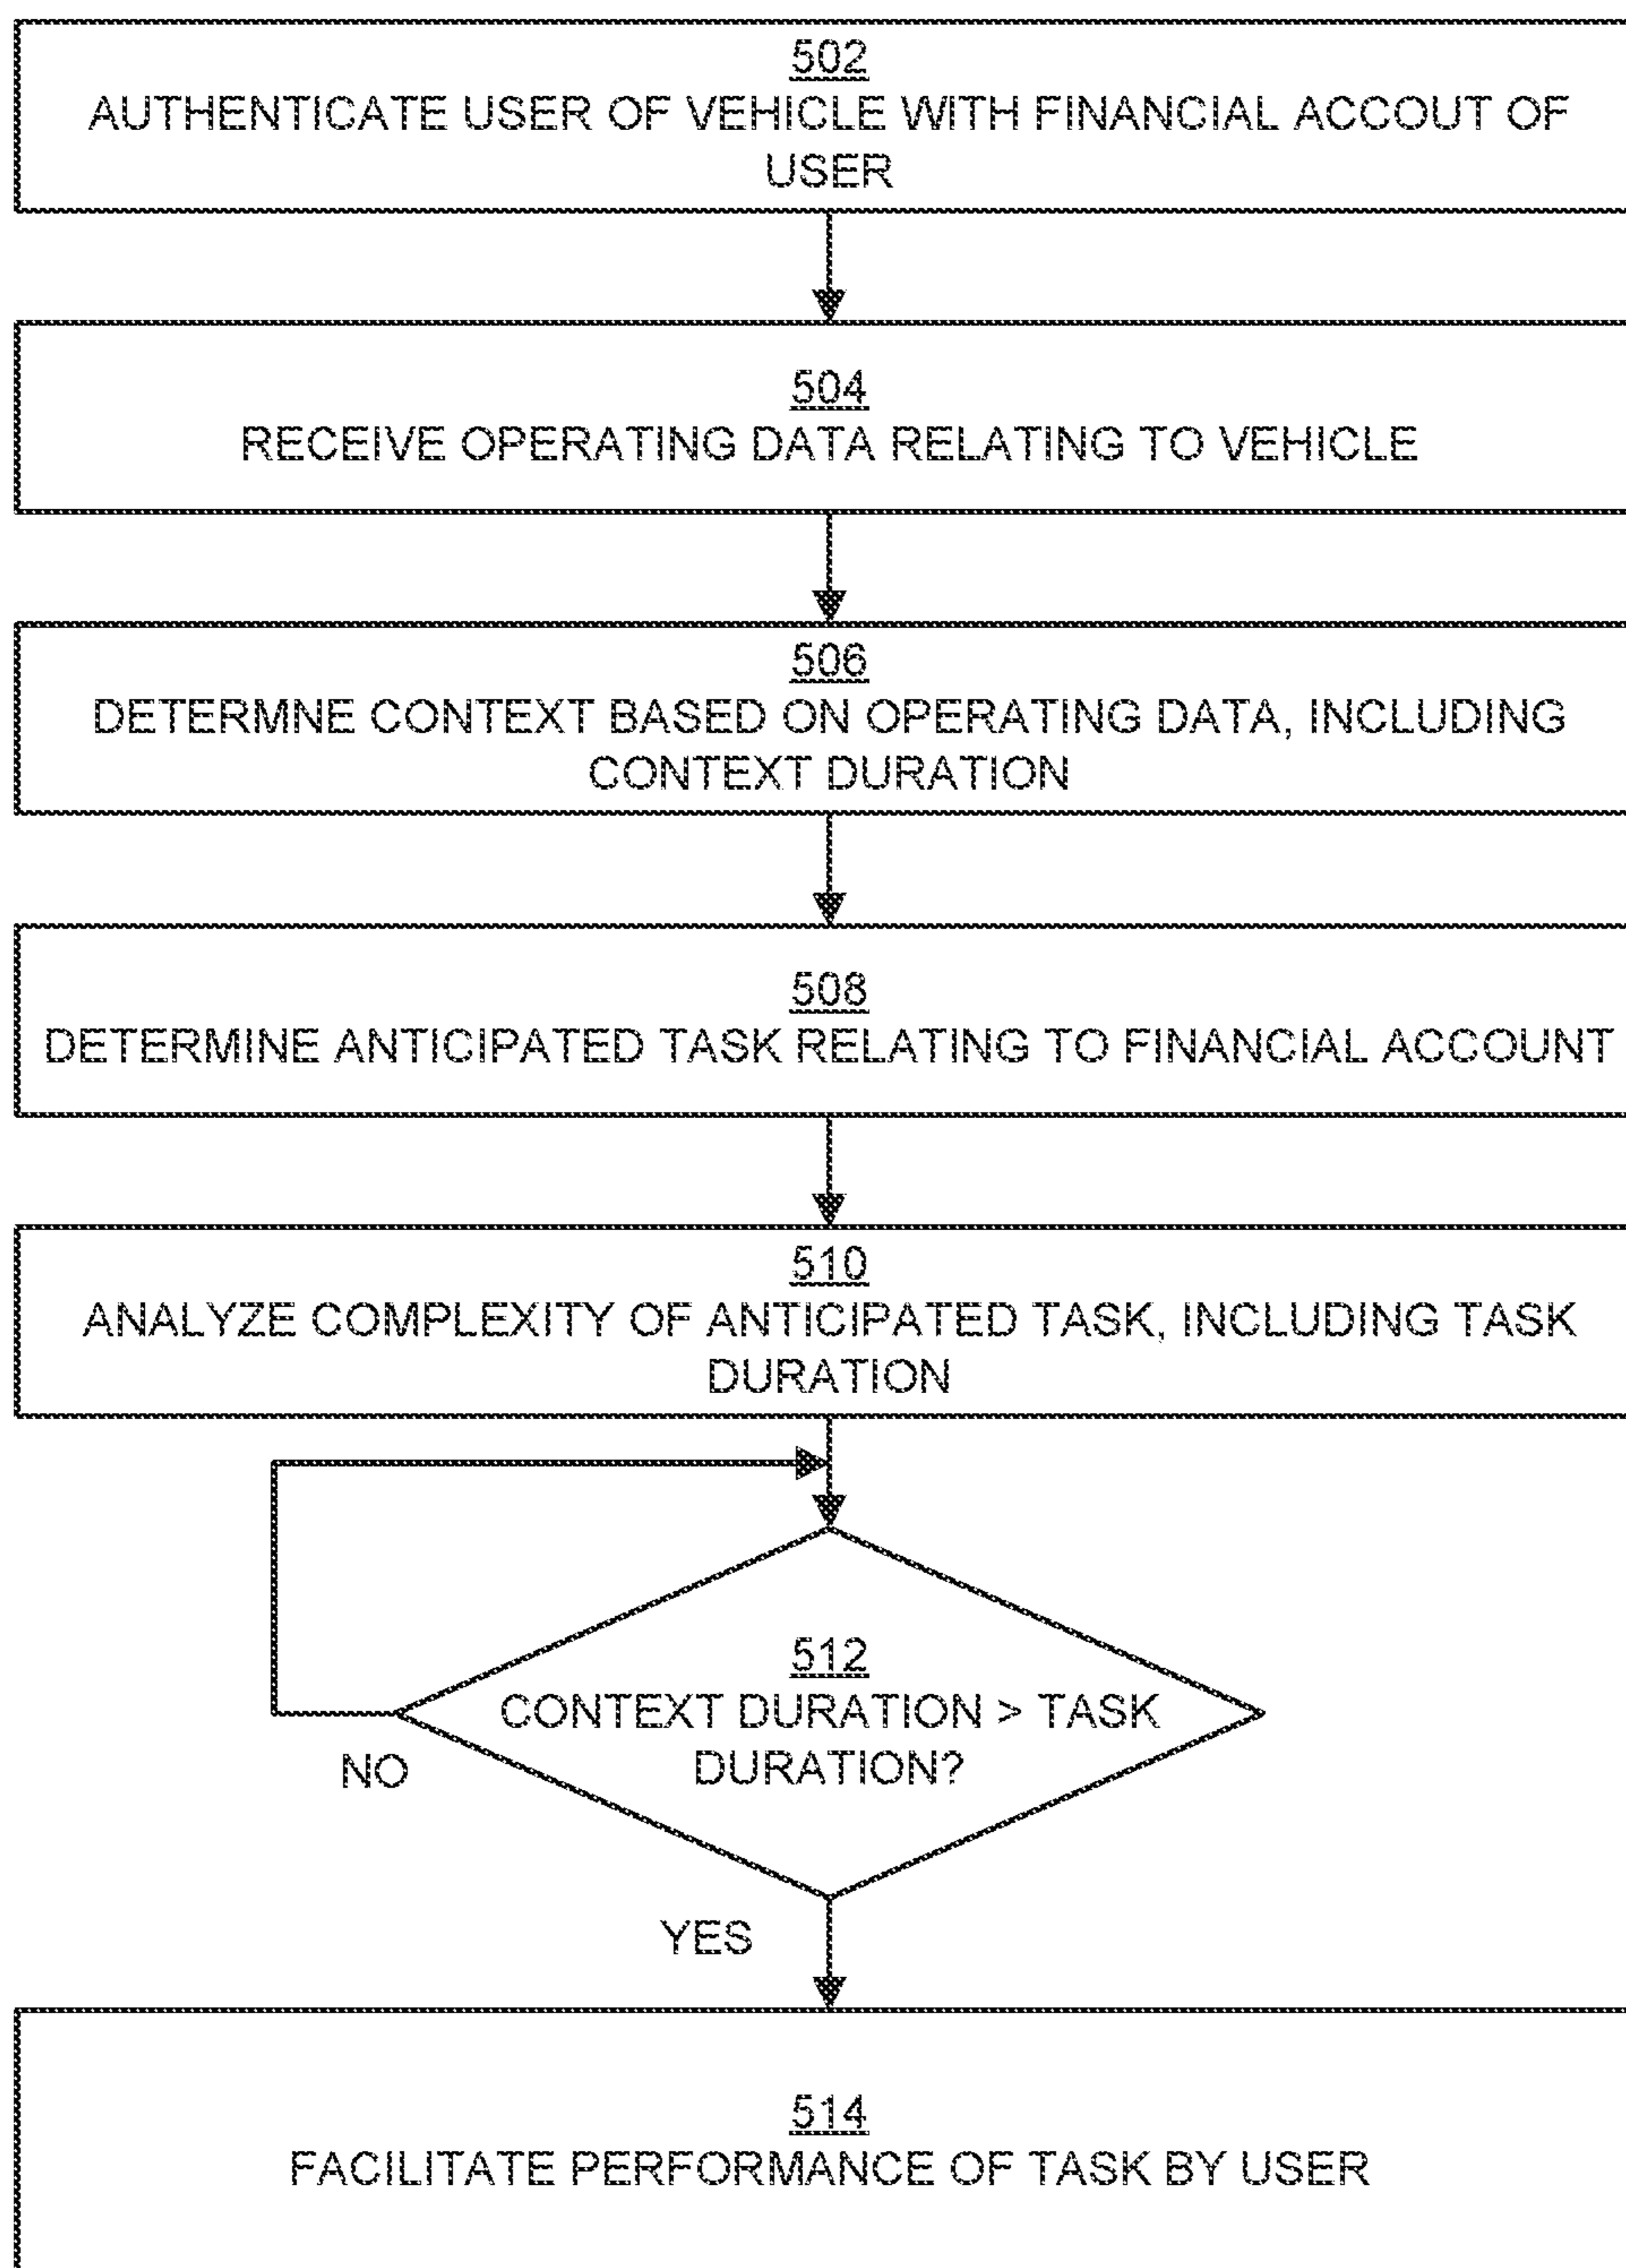 502
AUTHENTICATE USER OF VEHICLE WITH FINANCIAL ACCOUT OF
USER
504
RECEIVE OPERATING DATA RELATING TO VEHICLE
506
DETERMNE CONTEXT BASED ON OPERATING DATA, INCLUDING
CONTEXT DURATION
508
DETERMINE ANTICIPATED TASK RELATING TO FINANCIAL ACCOUNT
510
ANALYZE COMPLEXITY OF ANTICIPATED TASK, INCLUDING TASK
DURATION
512
CONTEXT DURATION > TASK
DURATION?
NO
YES
514
FACILITATE PERFORMANCE OF TASK BY USER